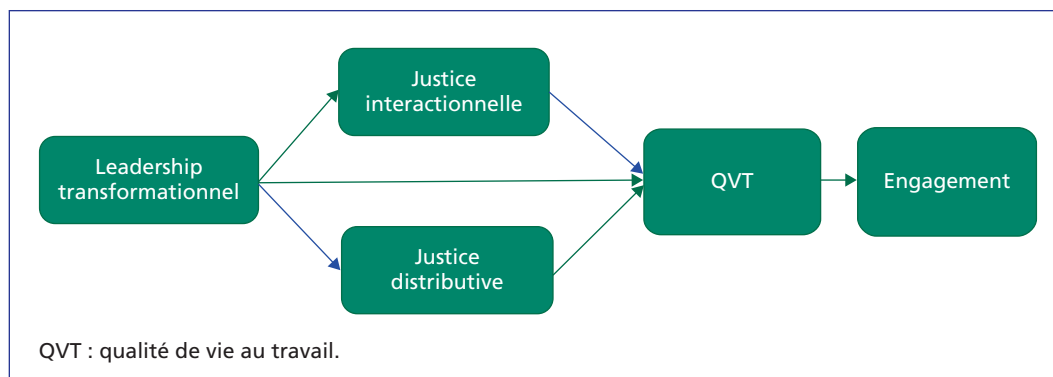 Justice
interactionnelle
Leadership
transformationnel
QVT
Engagement
Justice
distributive
QVT : qualité de vie au travail.